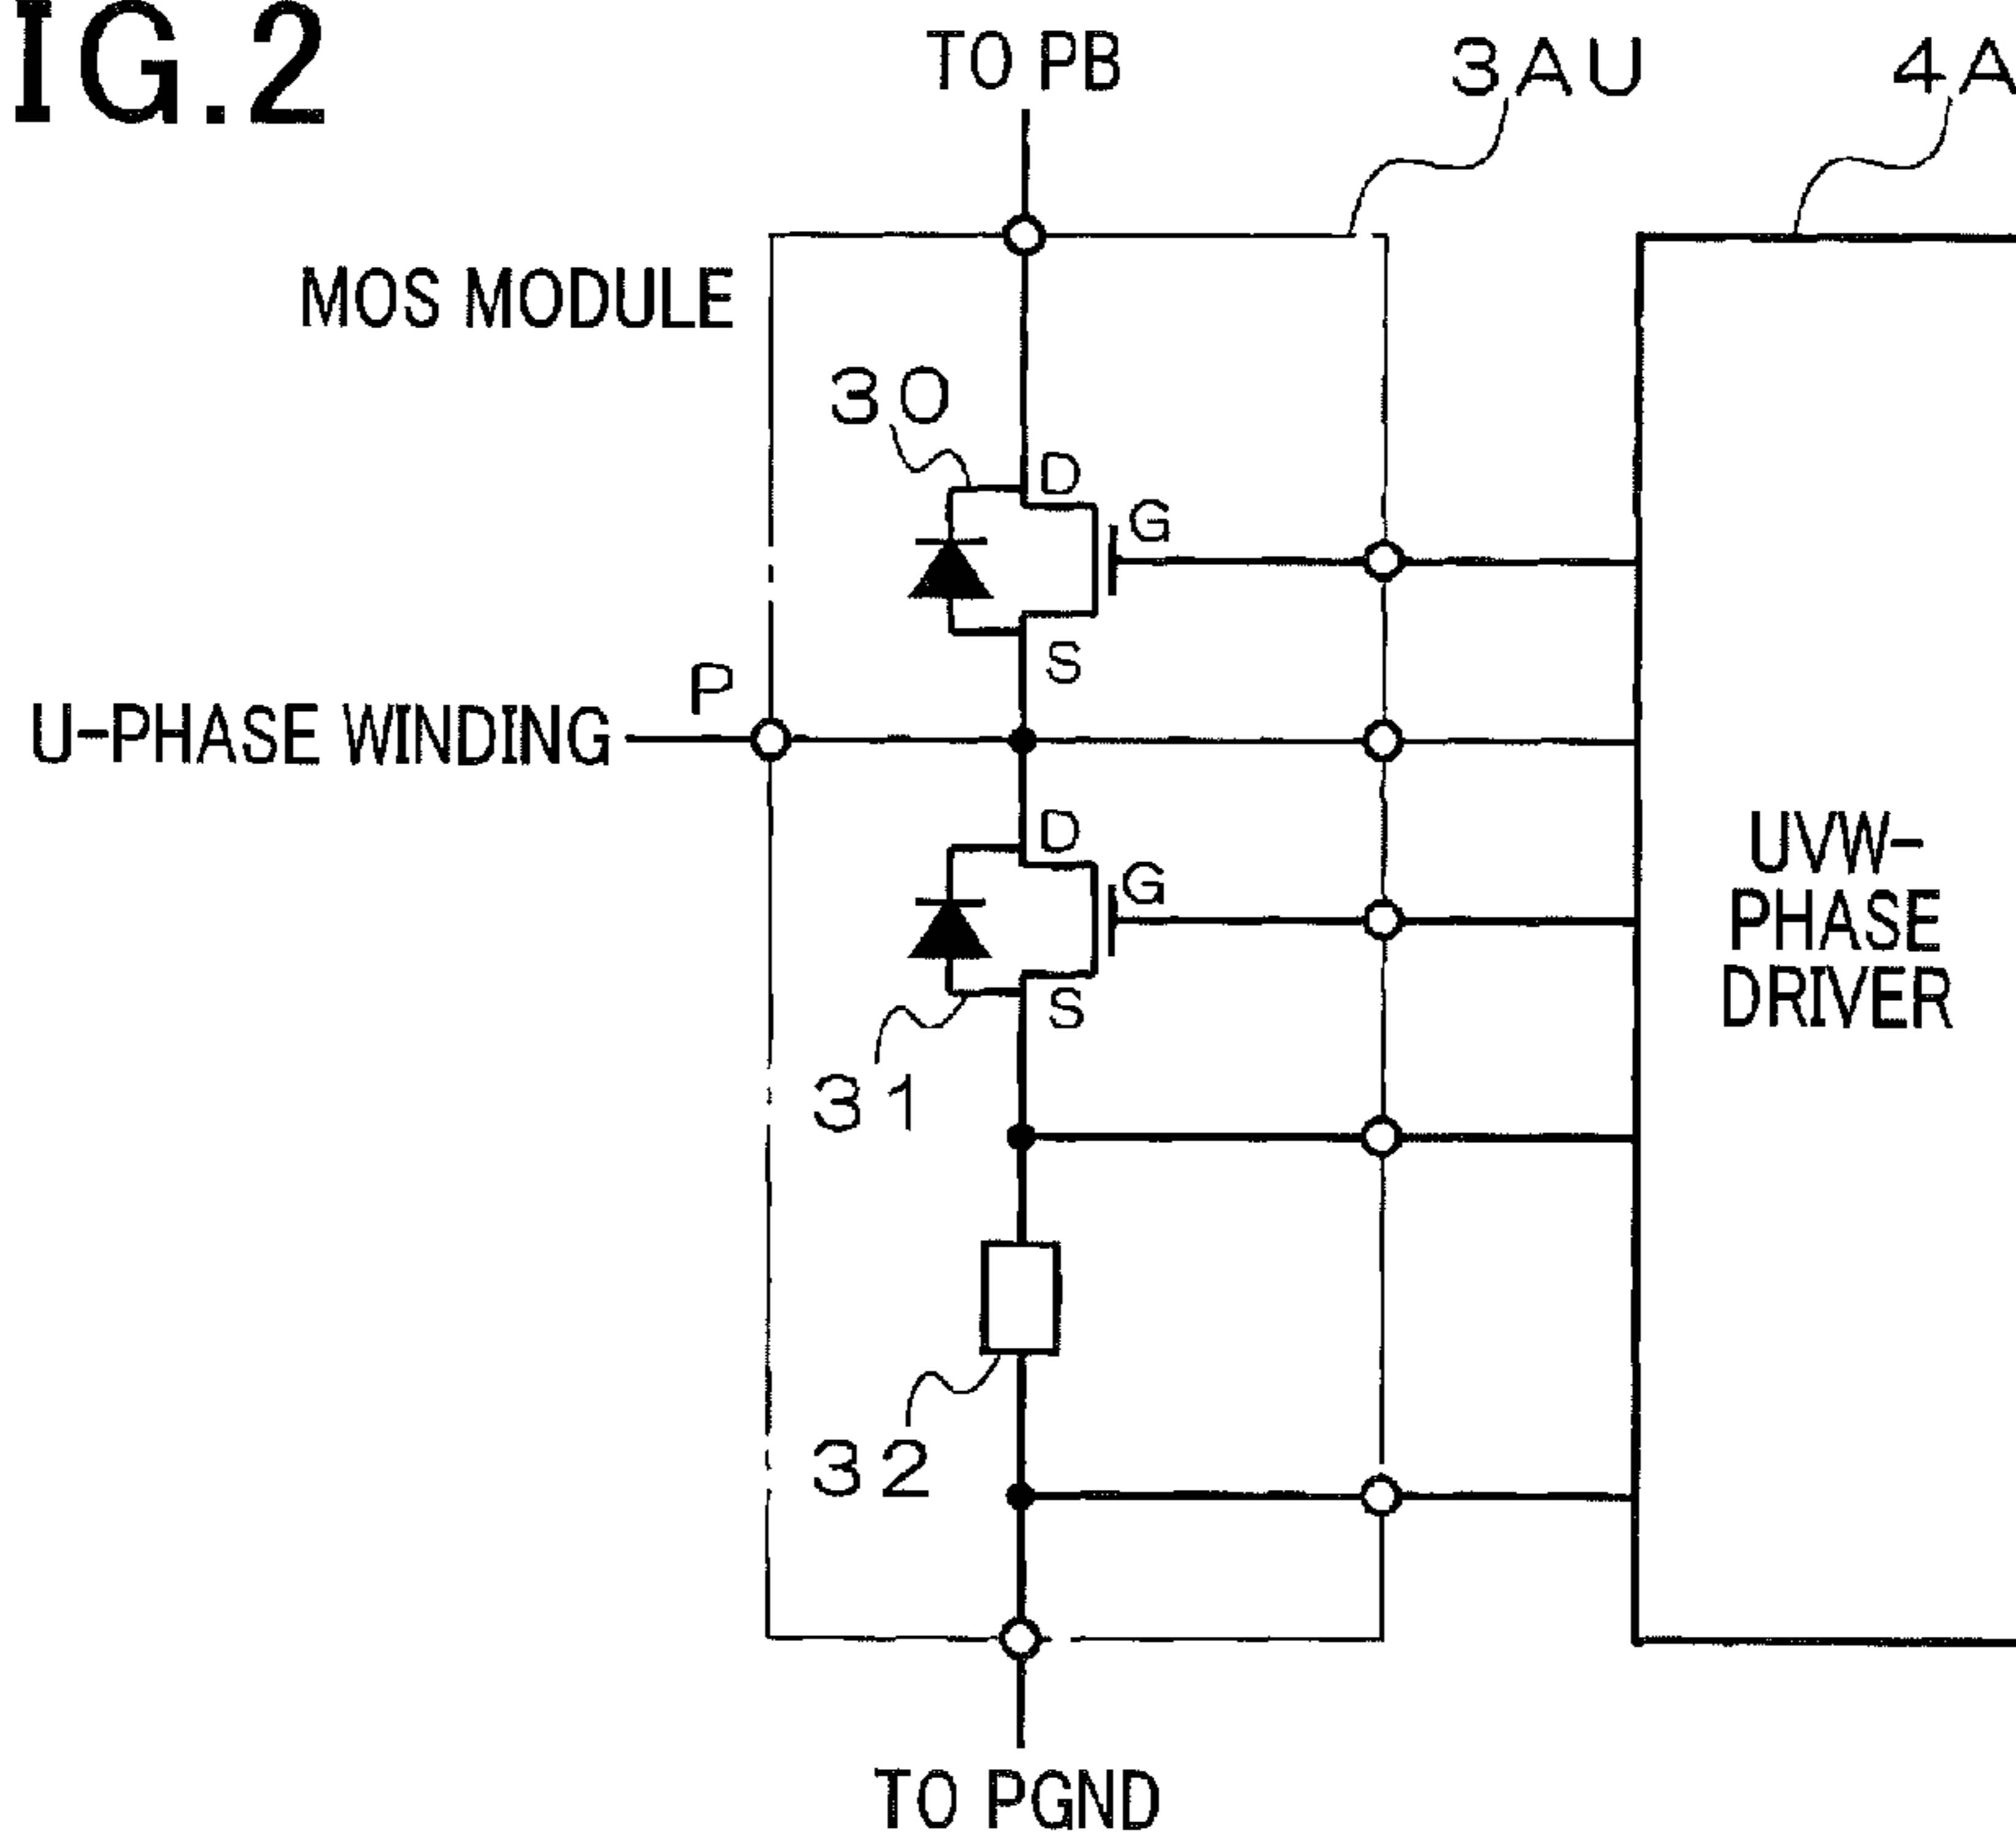 IG.2
TO PB
3AU
4A
MOS MODULE
30
D
G
S
P
U-PHASE WINDING
D
G
S
31
UVW-
PHASE
DRIVER
32
TO PGND